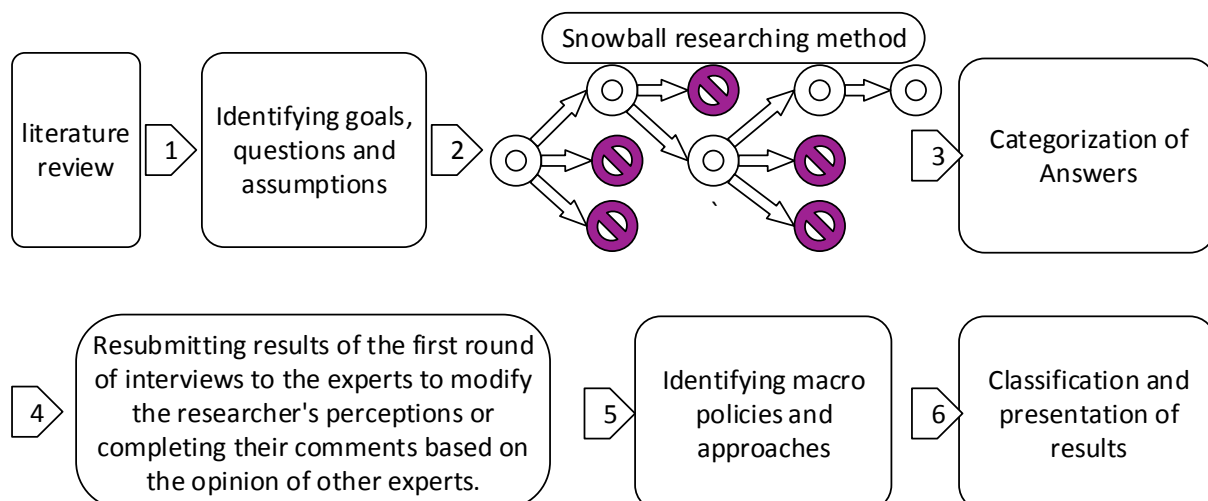 Snowball researching method
literature
review
1
Identifying goals,
questions and
assumptions
2
3
Categorization of
Answers
4
Resubmitting results of the first round
of interviews to the experts to modify
the researcher's perceptions or
completing their comments based on
the opinion of other experts.
5
Identifying macro
policies and
approaches
6
Classification and
presentation of
results